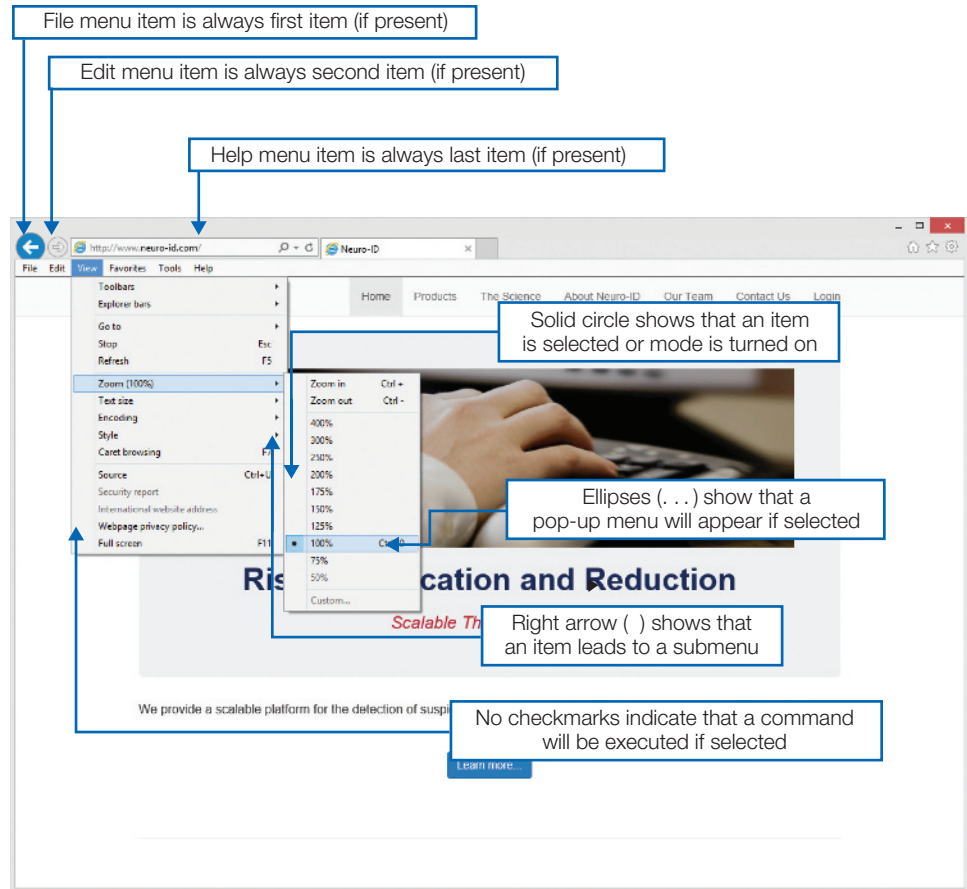 File menu item is always first item (if present)
Edit menu item is always second item (if present)
Help menu item is always last item (if present)
http://www.neuro-id.com/
Neuro-ID
File Edit View Favorites Tools Help
Home Products The Science About Neuro-ID Our Team Contact Us Login
Toolbars
Explorer bars
Go to
Stop Esc
Refresh F5
Zoom (100%)
Text size
Encoding
Style
Caret browsing F7
Source Ctrl+U
Security report
International website address
Webpage privacy policy...
Full screen F11
Zoom in Ctrl +
Zoom out Ctrl -
400%
300%
250%
200%
175%
150%
125%
100%
75%
50%
Custom...
Solid circle shows that an item
is selected or mode is turned on
Ellipses (. . .) show that a
pop-up menu will appear if selected
and Reduction
Scalable
Right arrow ( ) shows that
an item leads to a submenu
We provide a scalable platform for the detection of
No checkmarks indicate that a command
will be executed if selected
Learn more...